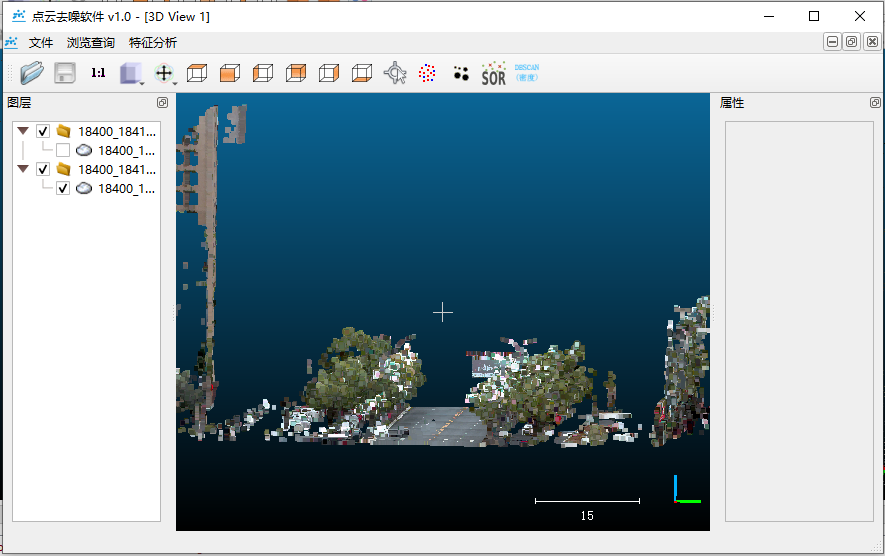 点云去噪软件 v1.0 - [3D View 1]
文件 浏览查询 特征分析
1:1
SOR
DBSCAN
(密度)
图层
属性
18400_1841...
18400_1...
18400_1841...
18400_1...
15